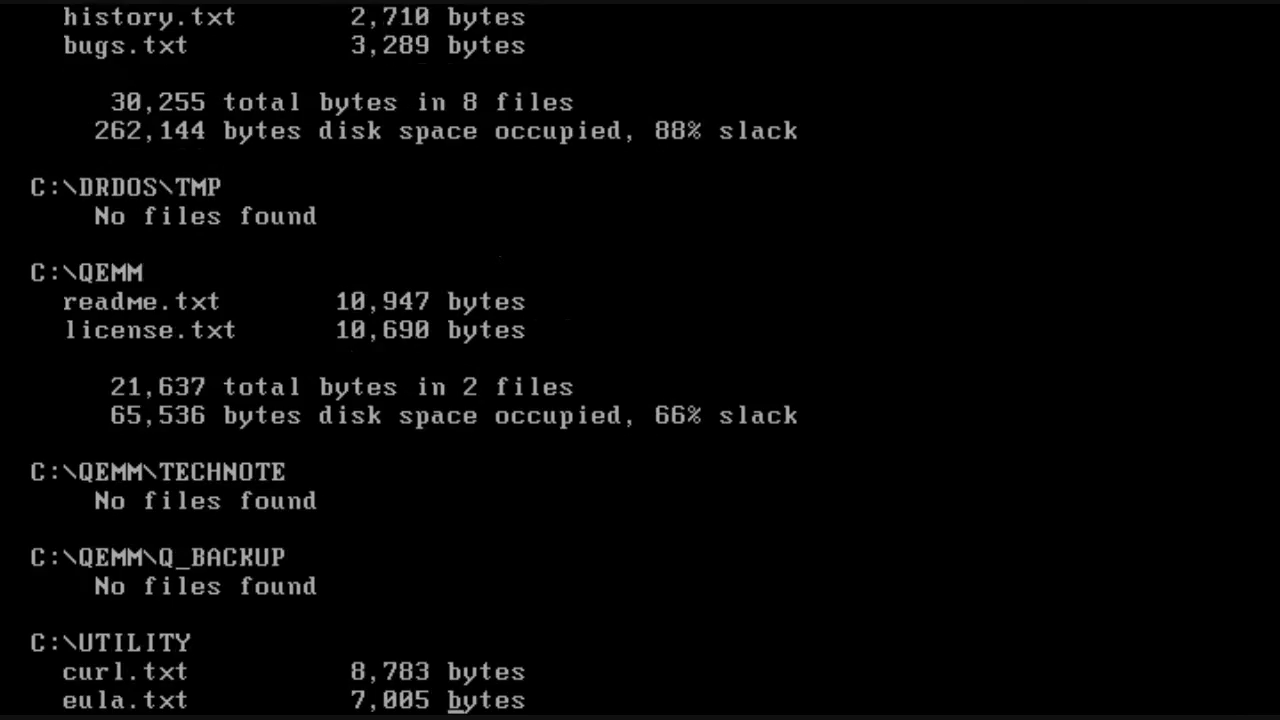 history.txt 2,710 bytes
bugs.txt 3,289 bytes
30,255 total bytes in 8 files
262,144 bytes disk space occupied, 88% slack
C:\DRDOS\TMP
No files found
C:\QEMM
readme.txt 10,947 bytes
license.txt 10,690 bytes
21,637 total bytes in 2 files
65,536 bytes disk space occupied, 66% slack
C:\QEMM\TECHNOTE
No files found
C:\QEMM\Q_BACKUP
No files found
C:\UTILITY
curl.txt 8,783 bytes
eula.txt 7,005 bytes